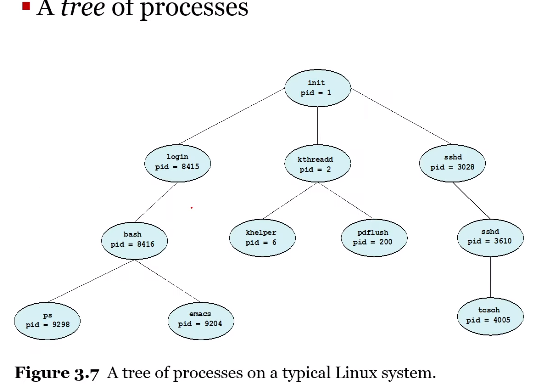 A tree of processes
init
pid = 1
login
pid = 8415
kthreadd
pid = 2
sshd
pid = 3028
bash
pid = 8416
khelper
pid = 6
pdflush
pid = 200
sshd
pid = 3610
ps
pid = 9298
emacs
pid = 9204
tcsch
pid = 4005
Figure 3.7 A tree of processes on a typical Linux system.